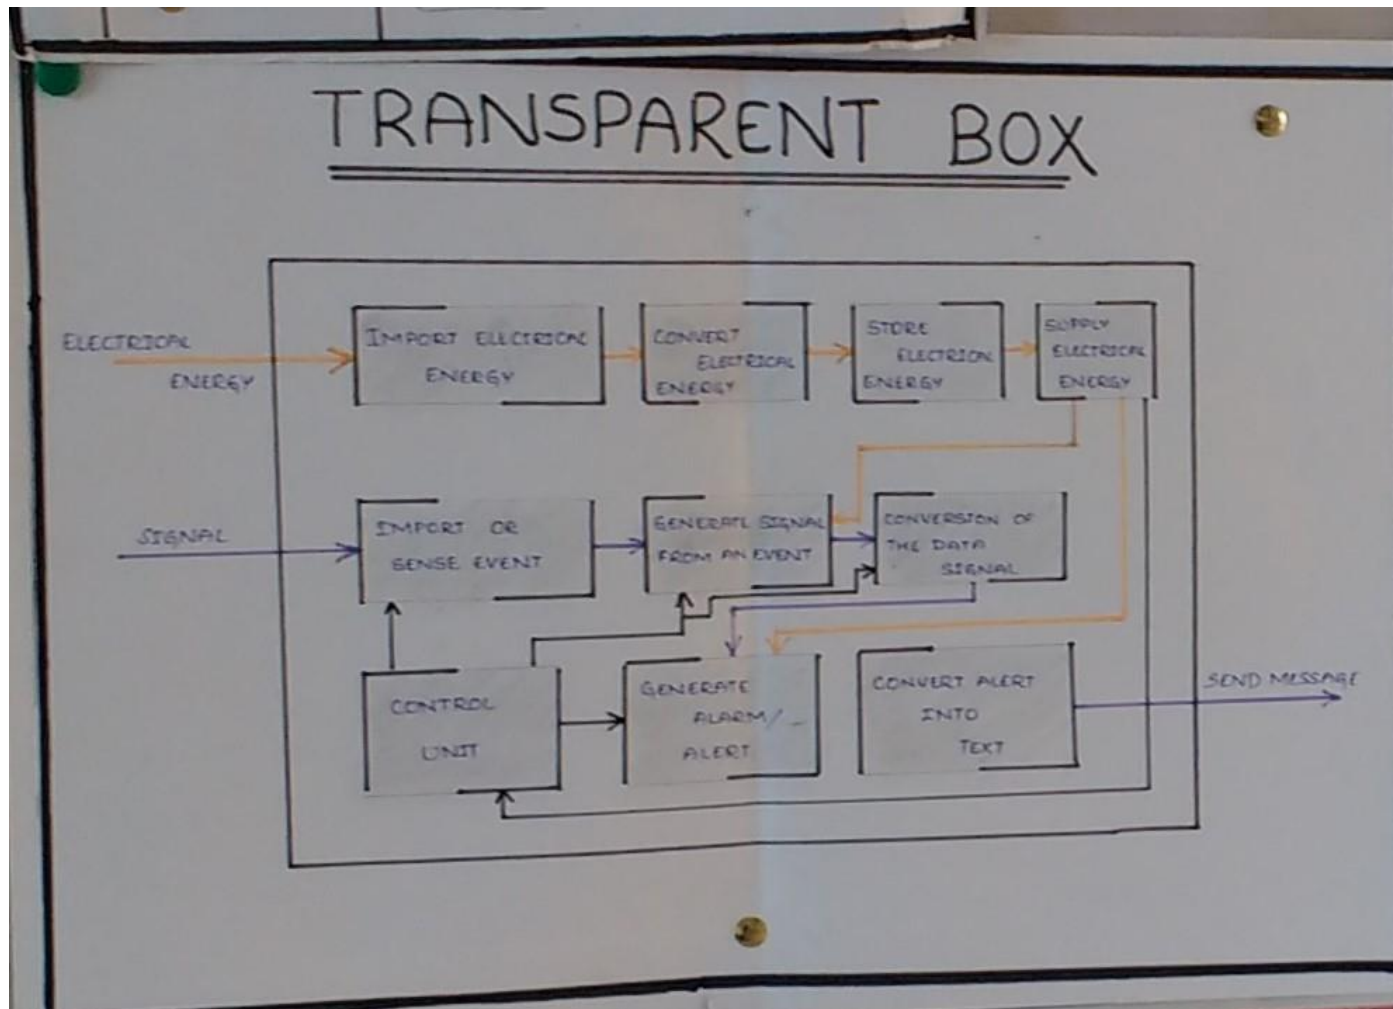 TRANSPARENT BOX
ELECTRICAL
ENERGY
IMPORT ELECTRICAL
ENERGY
CONVERT
ELECTRICAL
ENERGY
STORE
ELECTRICAL
ENERGY
SUPPLY
ELECTRICAL
ENERGY
SIGNAL
IMPORT OR
SENSE EVENT
GENERATE SIGNAL
FROM AN EVENT
CONVERSION OF
THE DATA
SIGNAL
CONTROL
UNIT
GENERATE
ALARM/_
ALERT
CONVERT ALERT
INTO
TEXT
SEND MESSAGE